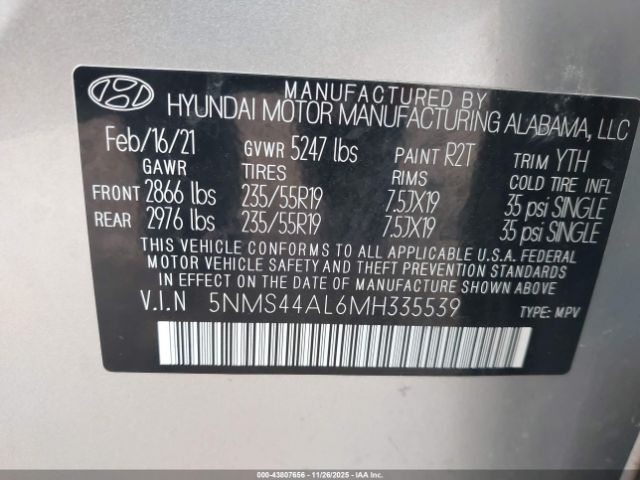 MANUFACTURED BY
HYUNDAI MOTOR MANUFACTURING ALABAMA, LLC
Feb/16/21 GVWR 5247 lbs PAINT R2T TRIM YTH
GAWR TIRES RIMS COLD TIRE INFL
FRONT 2866 lbs 235/55R19 7.5JX19 35 psi SINGLE
REAR 2976 lbs 235/55R19 7.5JX19 35 psi SINGLE
THIS VEHICLE CONFORMS TO ALL APPLICABLE U.S.A. FEDERAL
MOTOR VEHICLE SAFETY AND THEFT PREVENTION STANDARDS
IN EFFECT ON THE DATE OF MANUFACTURE SHOWN ABOVE.
V.I.N 5NMS44AL6MH335539 TYPE: MPV
000-43807656 - 11/26/2025 - IAAI.COM